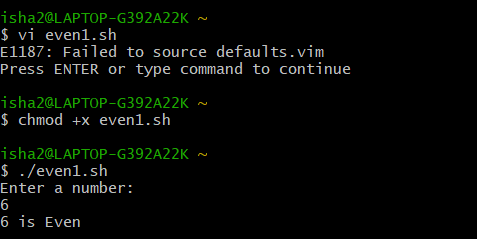 isha2@LAPTOP-G392A22K ~
$ vi even1.sh
E1187: Failed to source defaults.vim
Press ENTER or type command to continue
isha2@LAPTOP-G392A22K ~
$ chmod +x even1.sh
isha2@LAPTOP-G392A22K ~
$ ./even1.sh
Enter a number:
6
6 is Even